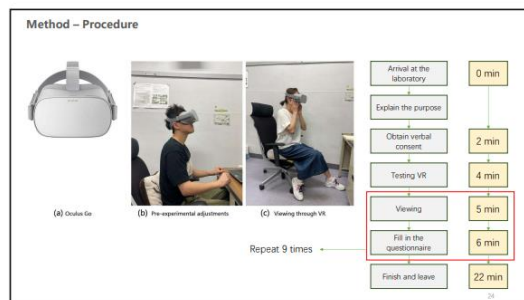 Method – Procedure
(a) Oculus Go
(b) Pre-experimental adjustments
(c) Viewing through VR
Arrival at the
laboratory
0 min
Explain the purpose
Obtain verbal
consent
2 min
Testing VR
4 min
Viewing
5 min
Repeat 9 times
Fill in the
questionnaire
6 min
Finish and leave
22 min
24